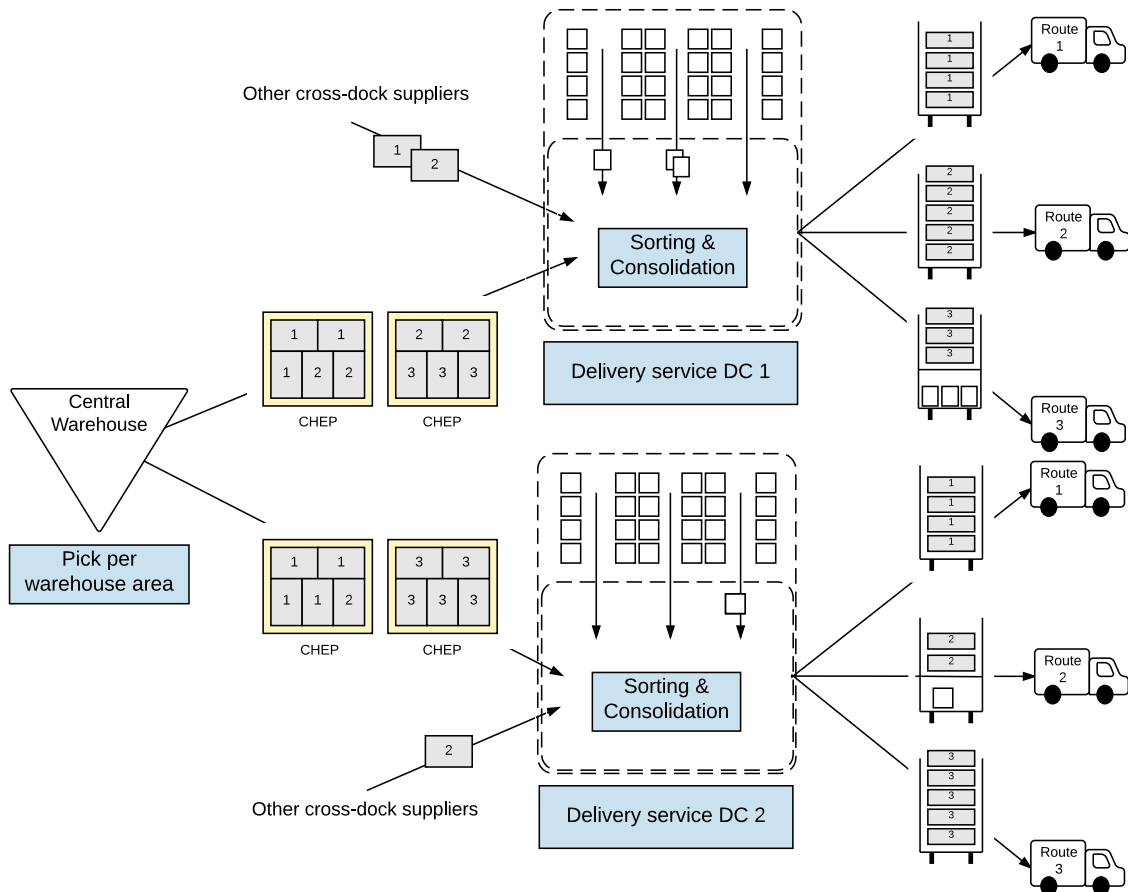 Other cross-dock suppliers
1
2
Sorting &
Consolidation
Delivery service DC 1
1 1
1 2 2
CHEP
2 2
3 3 3
CHEP
Central
Warehouse
Pick per
warehouse area
1 1
1 1 2
CHEP
3 3
3 3 3
CHEP
2
Other cross-dock suppliers
Sorting &
Consolidation
Delivery service DC 2
1
1
1
1
Route
1
2
2
2
2
2
Route
2
3
3
3
Route
3
1
1
1
1
Route
1
2
2
Route
2
3
3
3
3
3
Route
3